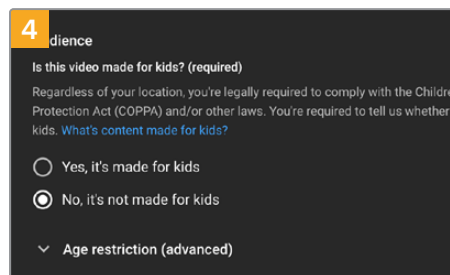 4
dience
Is this video made for kids? (required)
Regardless of your location, you're legally required to comply with the Childre
Protection Act (COPPA) and/or other laws. You're required to tell us whether
kids. What's content made for kids?
Yes, it's made for kids
No, it's not made for kids
Age restriction (advanced)